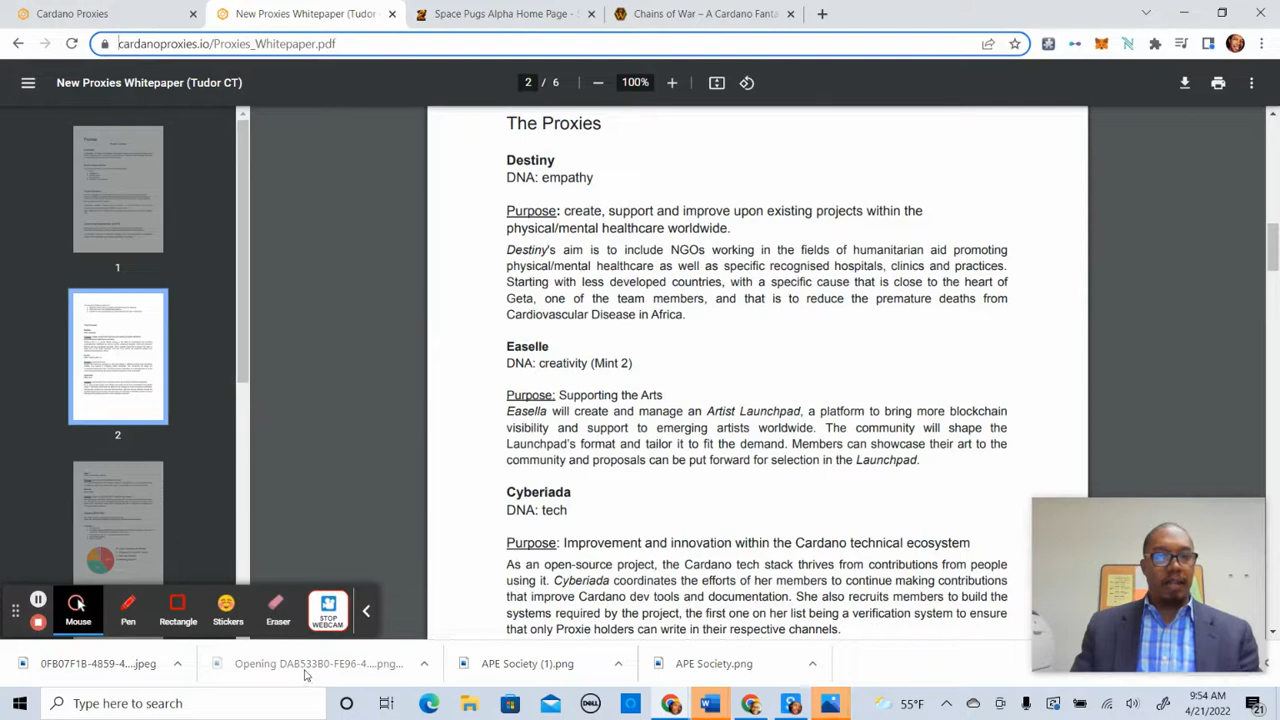 Cardano Proxies
New Proxies Whitepaper (Tudor
Space Pugs Alpha Home Page -
Chains of War – A Cardano Fanta
cardanoproxies.io/Proxies_Whitepaper.pdf
New Proxies Whitepaper (Tudor CT)
2 / 6
100%
1
2
The Proxies
Destiny
DNA: empathy
Purpose: create, support and improve upon existing projects within the
physical/mental healthcare worldwide.
Destiny's aim is to include NGOs working in the fields of humanitarian aid promoting
physical/mental healthcare as well as specific recognised hospitals, clinics and practices.
Starting with less developed countries, with a specific cause that is close to the heart of
Geta one of the team members, and that is to reduce the premature deaths from
Cardiovascular Disease in Africa.
Easelle
DNA: creativity (Mint 2)
Purpose: Supporting the Arts
Easella will create and manage an Artist Launchpad, a platform to bring more blockchain
visibility and support to emerging artists worldwide. The community will shape the
Launchpad's format and tailor it to fit the demand. Members can showcase their art to the
community and proposals can be put forward for selection in the Launchpad.
Cyberiada
DNA: tech
Purpose: Improvement and innovation within the Cardano technical ecosystem
As an open-source project, the Cardano tech stack thrives from contributions from people
using it. Cyberiada coordinates the efforts of her members to continue making contributions
that improve Cardano dev tools and documentation. She also recruits members to build the
systems required by the project, the first one on her list being a verification system to ensure
that only Proxie holders can write in their respective channels.
Mouse
Pen
Rectangle
Stickers
Eraser
STOP
WEBCAM
0FB07F1B-4859-4....jpeg
Opening DAB533B0-FE96-4....png...
APE Society (1).png
APE Society.png
Type here to search
DELL
55°F
9:54 AM
4/21/2022
21